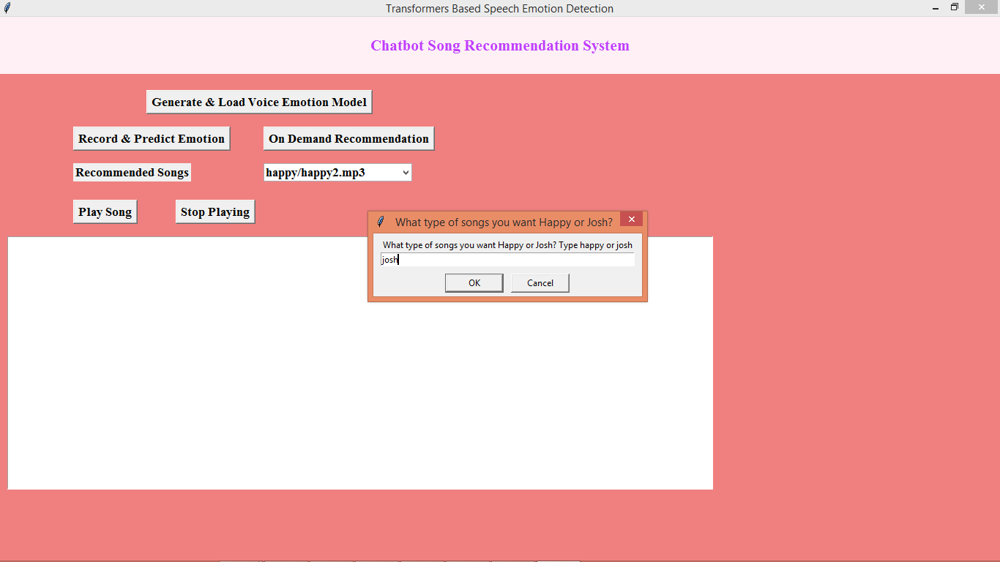 Transformers Based Speech Emotion Detection
Chatbot Song Recommendation System
Generate & Load Voice Emotion Model
Record & Predict Emotion
On Demand Recommendation
Recommended Songs
happy/happy2.mp3
Play Song
Stop Playing
What type of songs you want Happy or Josh?
What type of songs you want Happy or Josh? Type happy or josh
josh
OK
Cancel